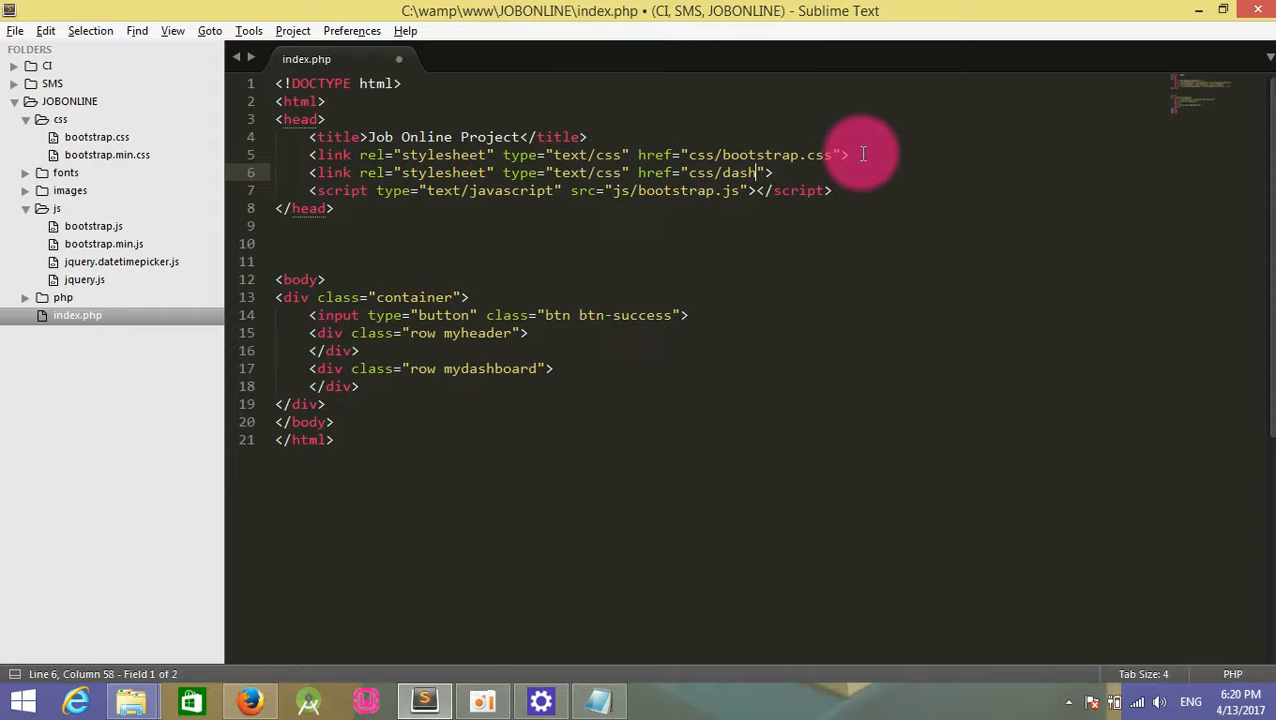 C:\wamp\www\JOBONLINE\index.php • (CI, SMS, JOBONLINE) - Sublime Text
File Edit Selection Find View Goto Tools Project Preferences Help
FOLDERS
CI
SMS
JOBONLINE
css
bootstrap.css
bootstrap.min.css
fonts
images
js
bootstrap.js
bootstrap.min.js
jquery.datetimepicker.js
jquery.js
php
index.php
index.php
1 <!DOCTYPE html>
2 <html>
3 <head>
4 <title>Job Online Project</title>
5 <link rel="stylesheet" type="text/css" href="css/bootstrap.css">
6 <link rel="stylesheet" type="text/css" href="css/dash">
7 <script type="text/javascript" src="js/bootstrap.js"></script>
8 </head>
9
10
11
12 <body>
13 <div class="container">
14 <input type="button" class="btn btn-success">
15 <div class="row myheader">
16 </div>
17 <div class="row mydashboard">
18 </div>
19 </div>
20 </body>
21 </html>
Line 6, Column 58 - Field 1 of 2
Tab Size: 4
PHP
ENG
6:20 PM
4/13/2017